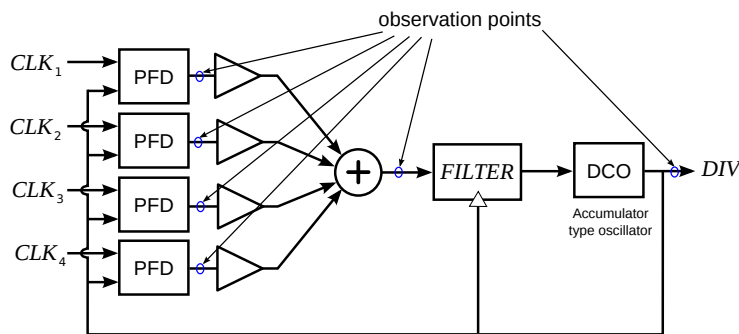 observation points
CLK1
PFD
CLK2
PFD
CLK3
PFD
CLK4
PFD
+
FILTER
DCO
DIV
Accumulator
type oscillator